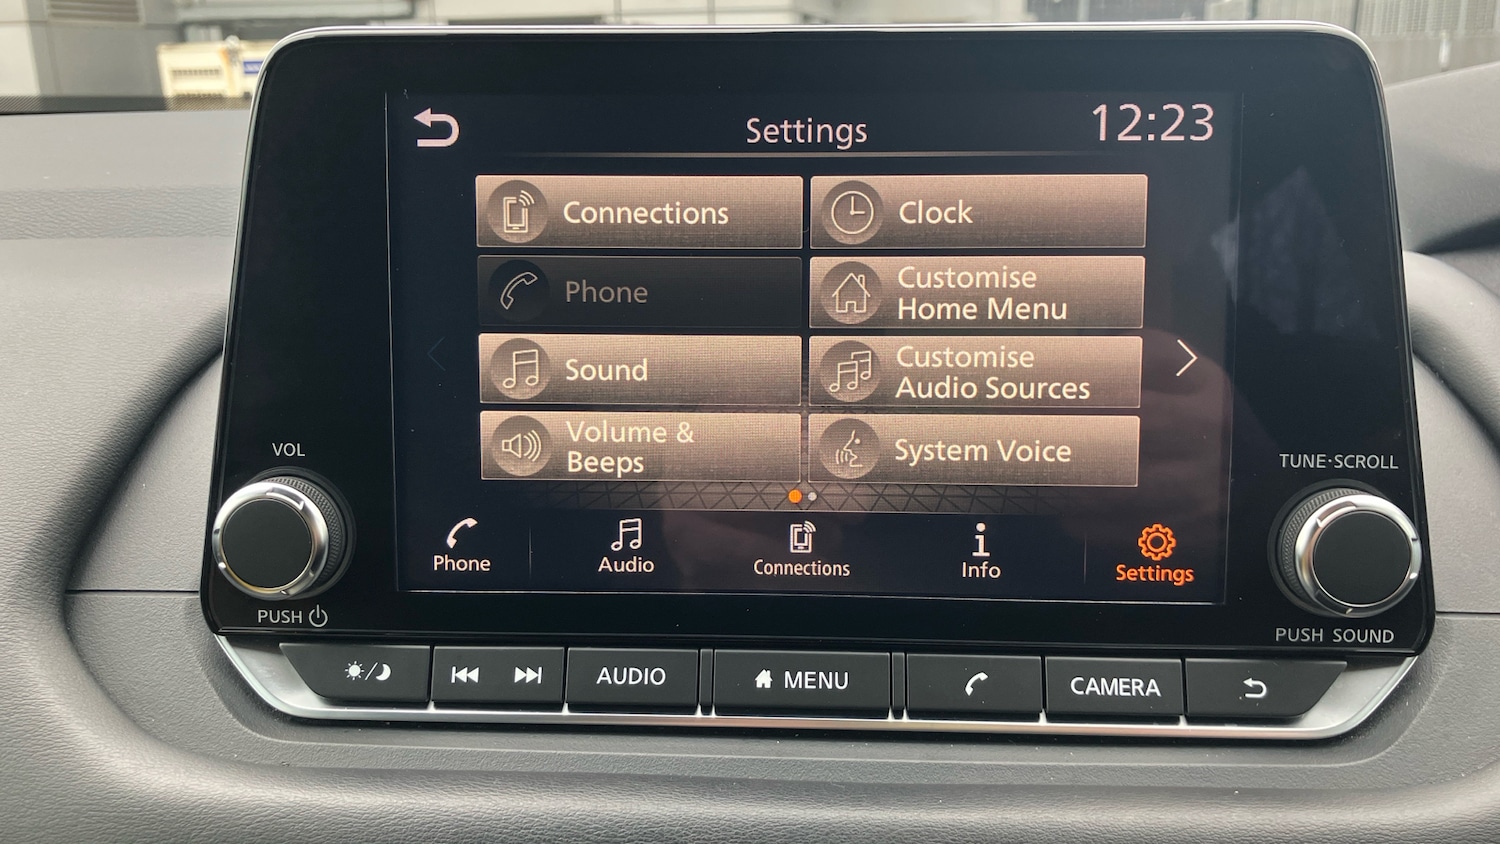 Settings
12:23
Connections
Clock
Phone
Customise
Home Menu
Sound
Customise
Audio Sources
Volume &
Beeps
System Voice
Phone
Audio
Connections
Info
Settings
VOL
PUSH
TUNE·SCROLL
PUSH SOUND
AUDIO
MENU
CAMERA